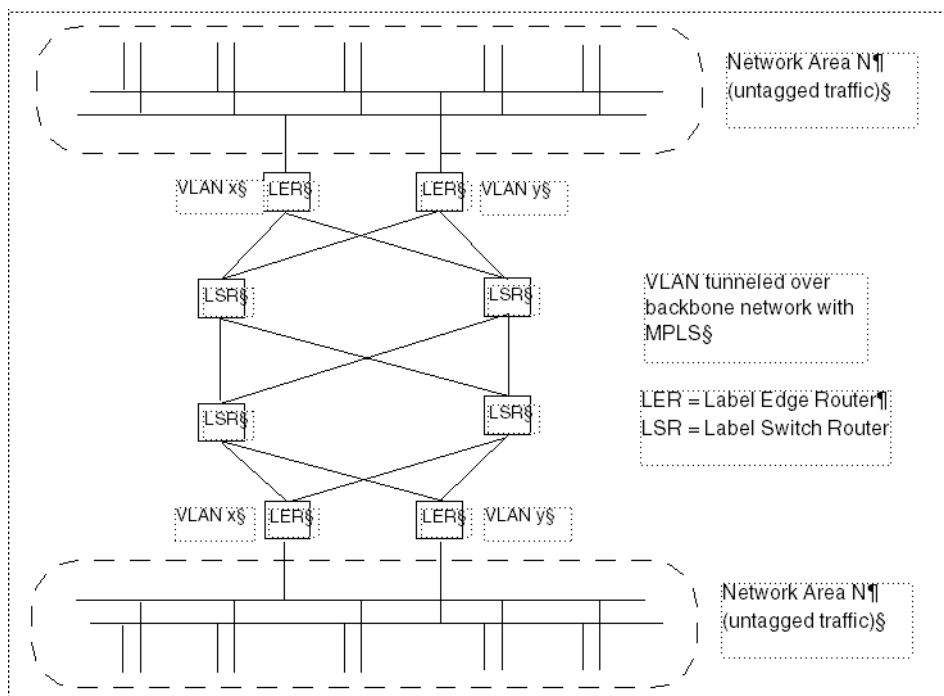 Network Area N¶
(untagged traffic)§
VLAN x§
LER§
LER§
VLAN y§
LSR§
LSR§
VLAN tunneled over
backbone network with
MPLS§
LER = Label Edge Router¶
LSR = Label Switch Router
LSR§
LSR§
VLAN x§
LER§
LER§
VLAN y§
Network Area N¶
(untagged traffic)§